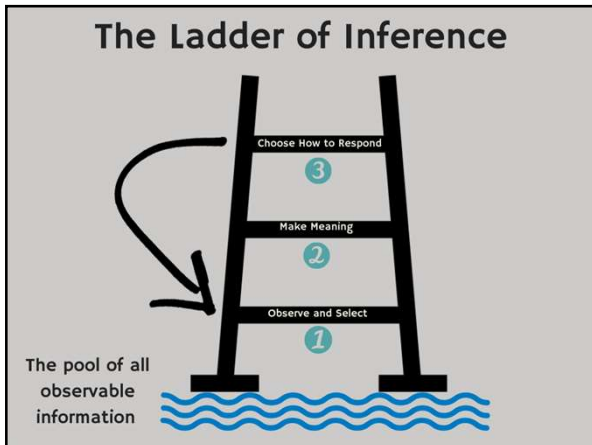 The Ladder of Inference
Choose How to Respond
3
Make Meaning
2
Observe and Select
1
The pool of all
observable
information